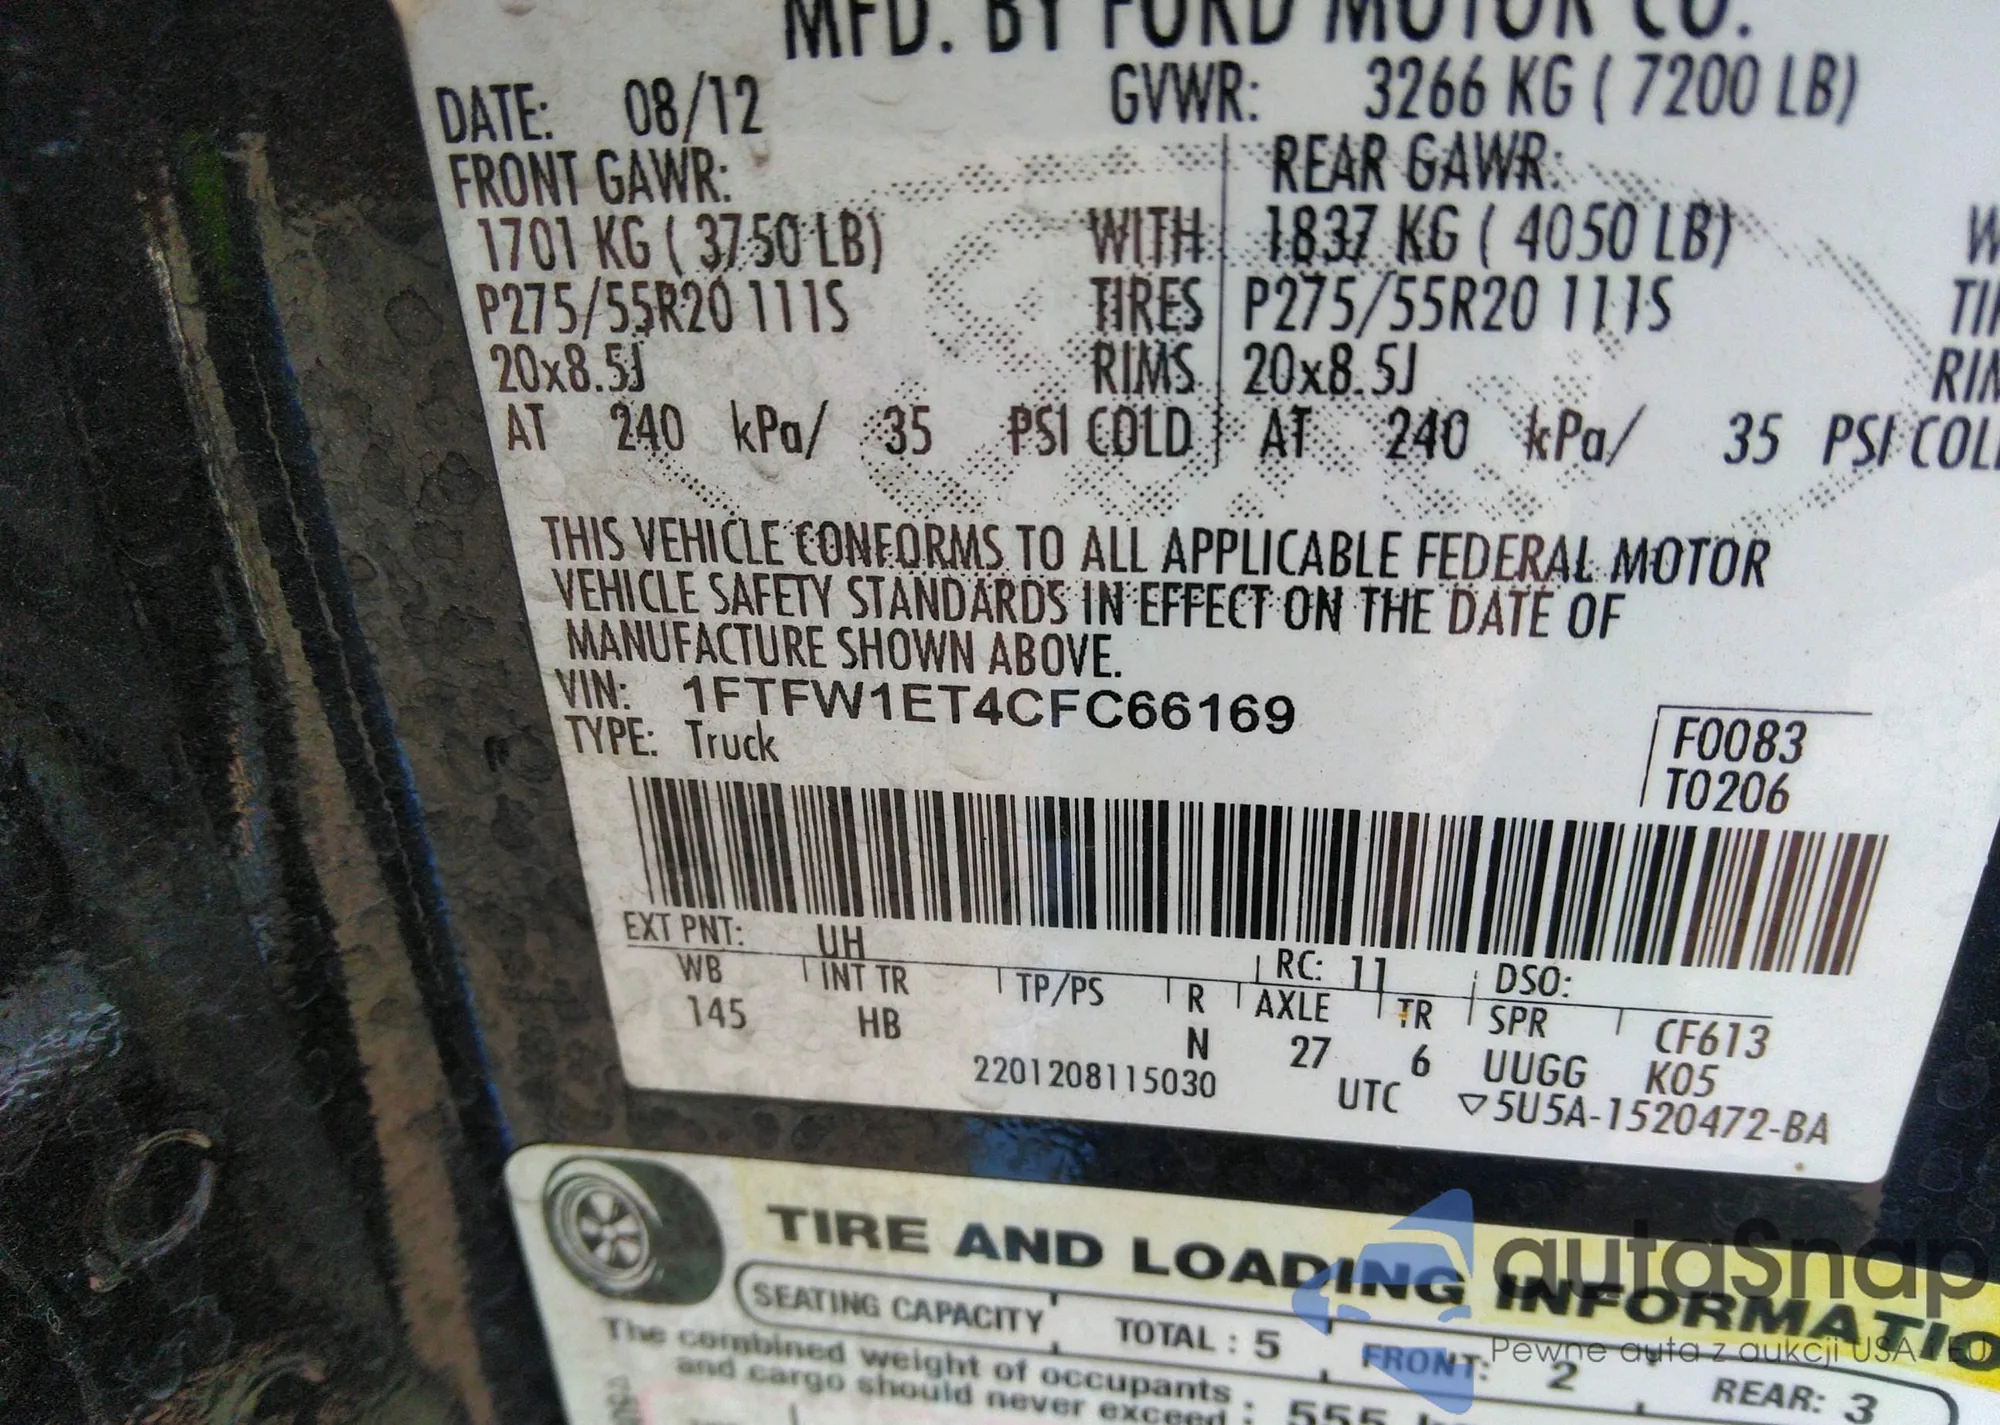 MFD. BY FORD MOTOR CO.
DATE: 08/12 GVWR: 3266 KG ( 7200 LB)
FRONT GAWR: REAR GAWR:
1701 KG ( 3750 LB) WITH 1837 KG ( 4050 LB)
P275/55R20 111S TIRES P275/55R20 111S
20x8.5J RIMS 20x8.5J
AT 240 kPa/ 35 PSI COLD AT 240 kPa/ 35 PSI COL
THIS VEHICLE CONFORMS TO ALL APPLICABLE FEDERAL MOTOR
VEHICLE SAFETY STANDARDS IN EFFECT ON THE DATE OF
MANUFACTURE SHOWN ABOVE.
VIN: 1FTFW1ET4CFC66169
TYPE: Truck
F0083
T0206
EXT PNT: UH RC: 11 DSO:
WB INT TR TP/PS R AXLE TR SPR CF613
145 HB N 27 6 UUGG K05
2201208115030 UTC ▽5U5A-1520472-BA
TIRE AND LOADING INFORMATIO
SEATING CAPACITY TOTAL : 5 FRONT: 2 REAR: 3
The combined weight of occupants
and cargo should never exceed : 555
autaSnap
Pewne auta z aukcji USA i EU